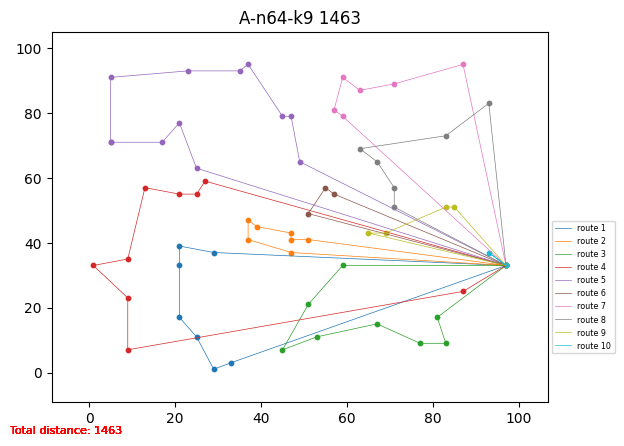 A-n64-k9 1463
100
80
60
40
20
0
0 20 40 60 80 100
route 1
route 2
route 3
route 4
route 5
route 6
route 7
route 8
route 9
route 10
Total distance: 1463